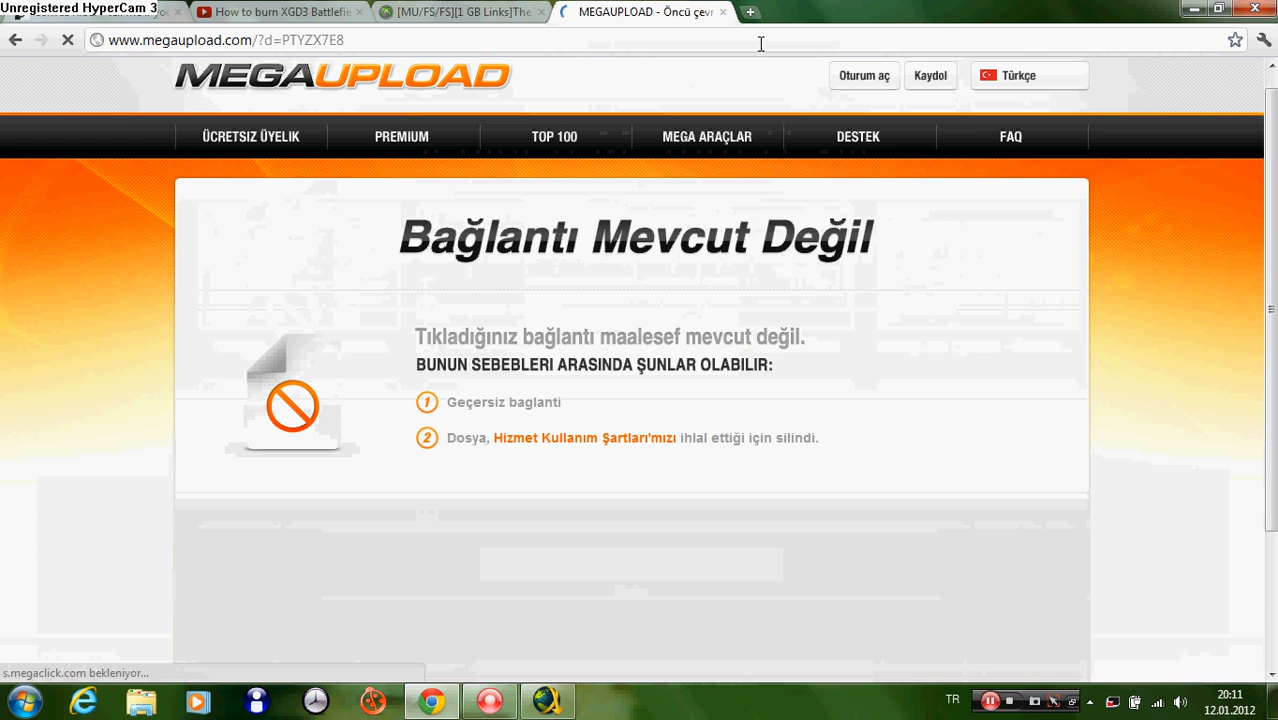 Unregistered HyperCam 3
How to burn XGD3 Battlefie
[MU/FS/FS][1 GB Links]The
MEGAUPLOAD - Öncü çevr
www.megaupload.com/?d=PTYZX7E8
MEGAUPLOAD
Oturum aç
Kaydol
Türkçe
ÜCRETSIZ ÜYELIK
PREMIUM
TOP 100
MEGA ARAÇLAR
DESTEK
FAQ
Bağlantı Mevcut Değil
Tıkladığınız bağlantı maalesef mevcut değil.
BUNUN SEBEBLERI ARASINDA ŞUNLAR OLABILIR:
1 Geçersiz baglanti
2 Dosya, Hizmet Kullanım Şartları'mızı ihlal ettiği için silindi.
s.megaclick.com bekleniyor...
TR
20:11
12.01.2012